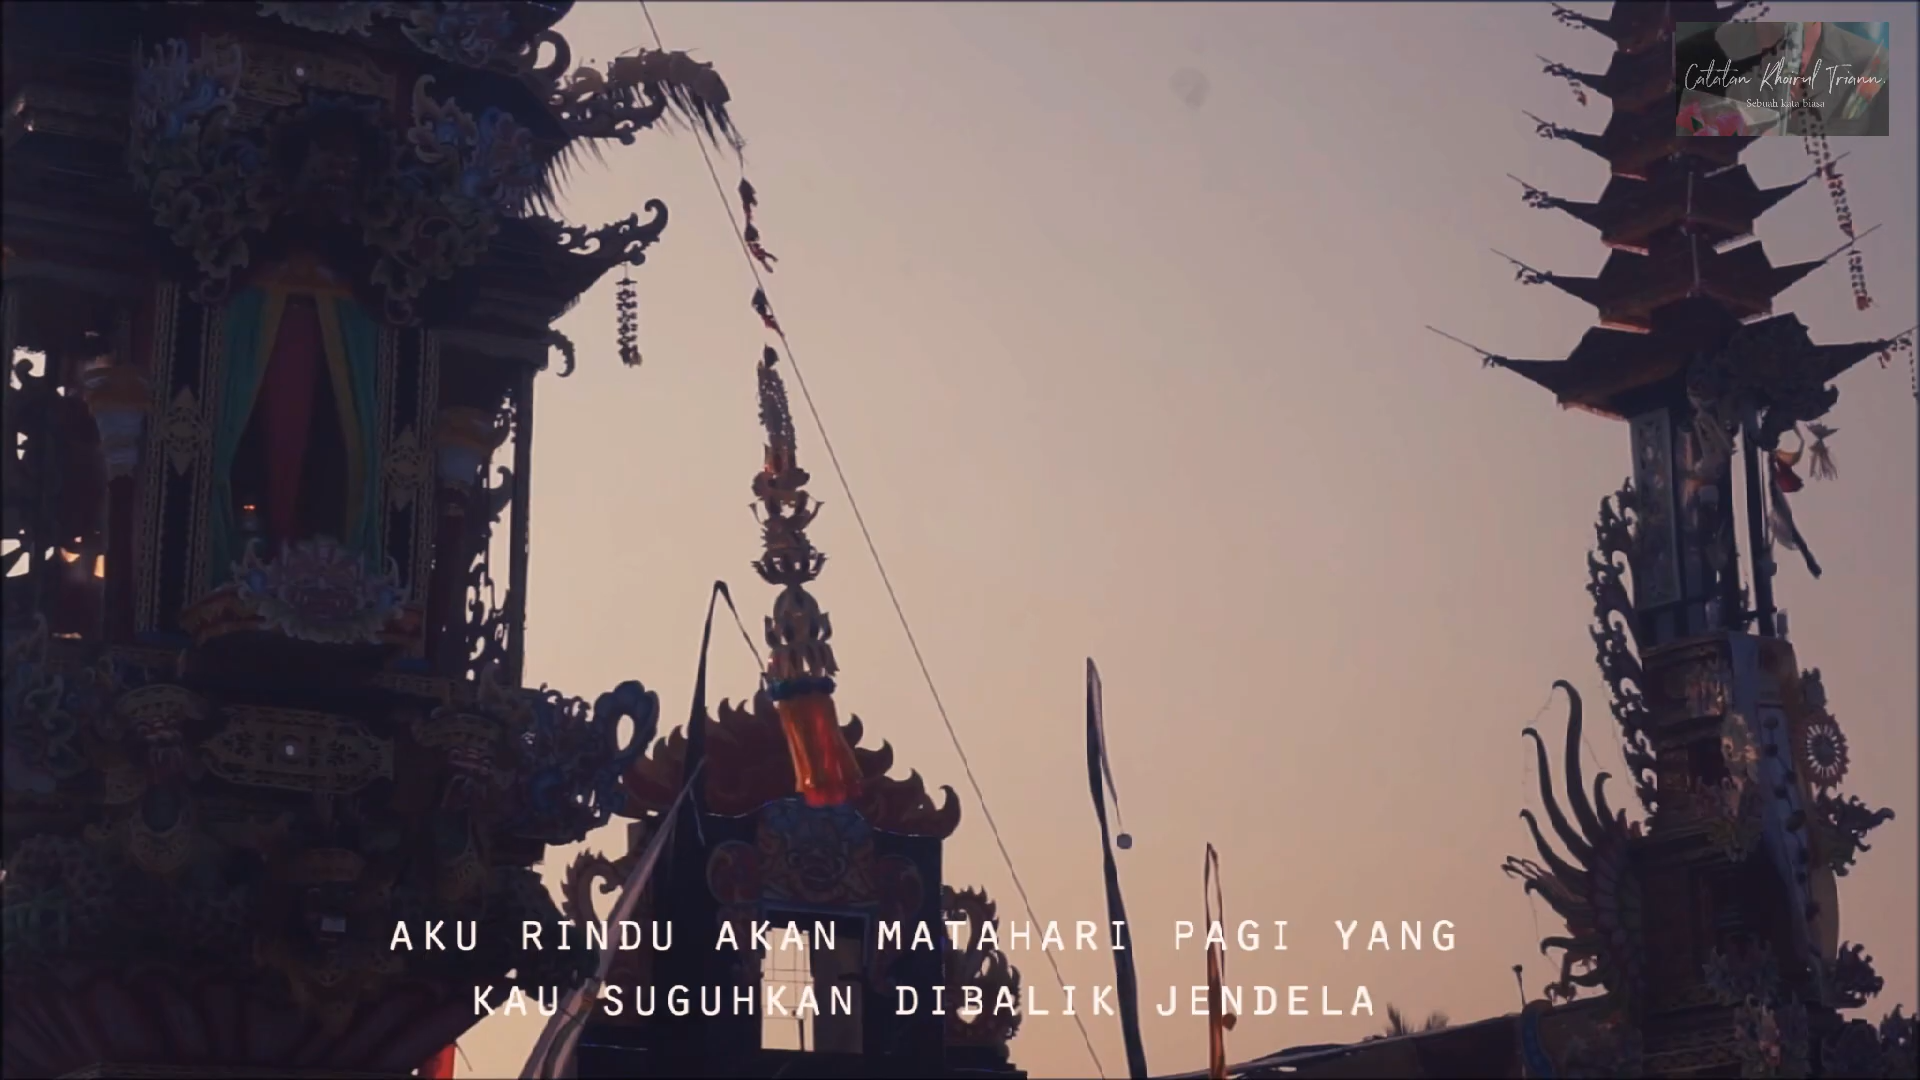 Catatan Khoirul Triann.
Sebuah kata biasa
AKU RINDU AKAN MATAHARI PAGI YANG
KAU SUGUHKAN DIBALIK JENDELA